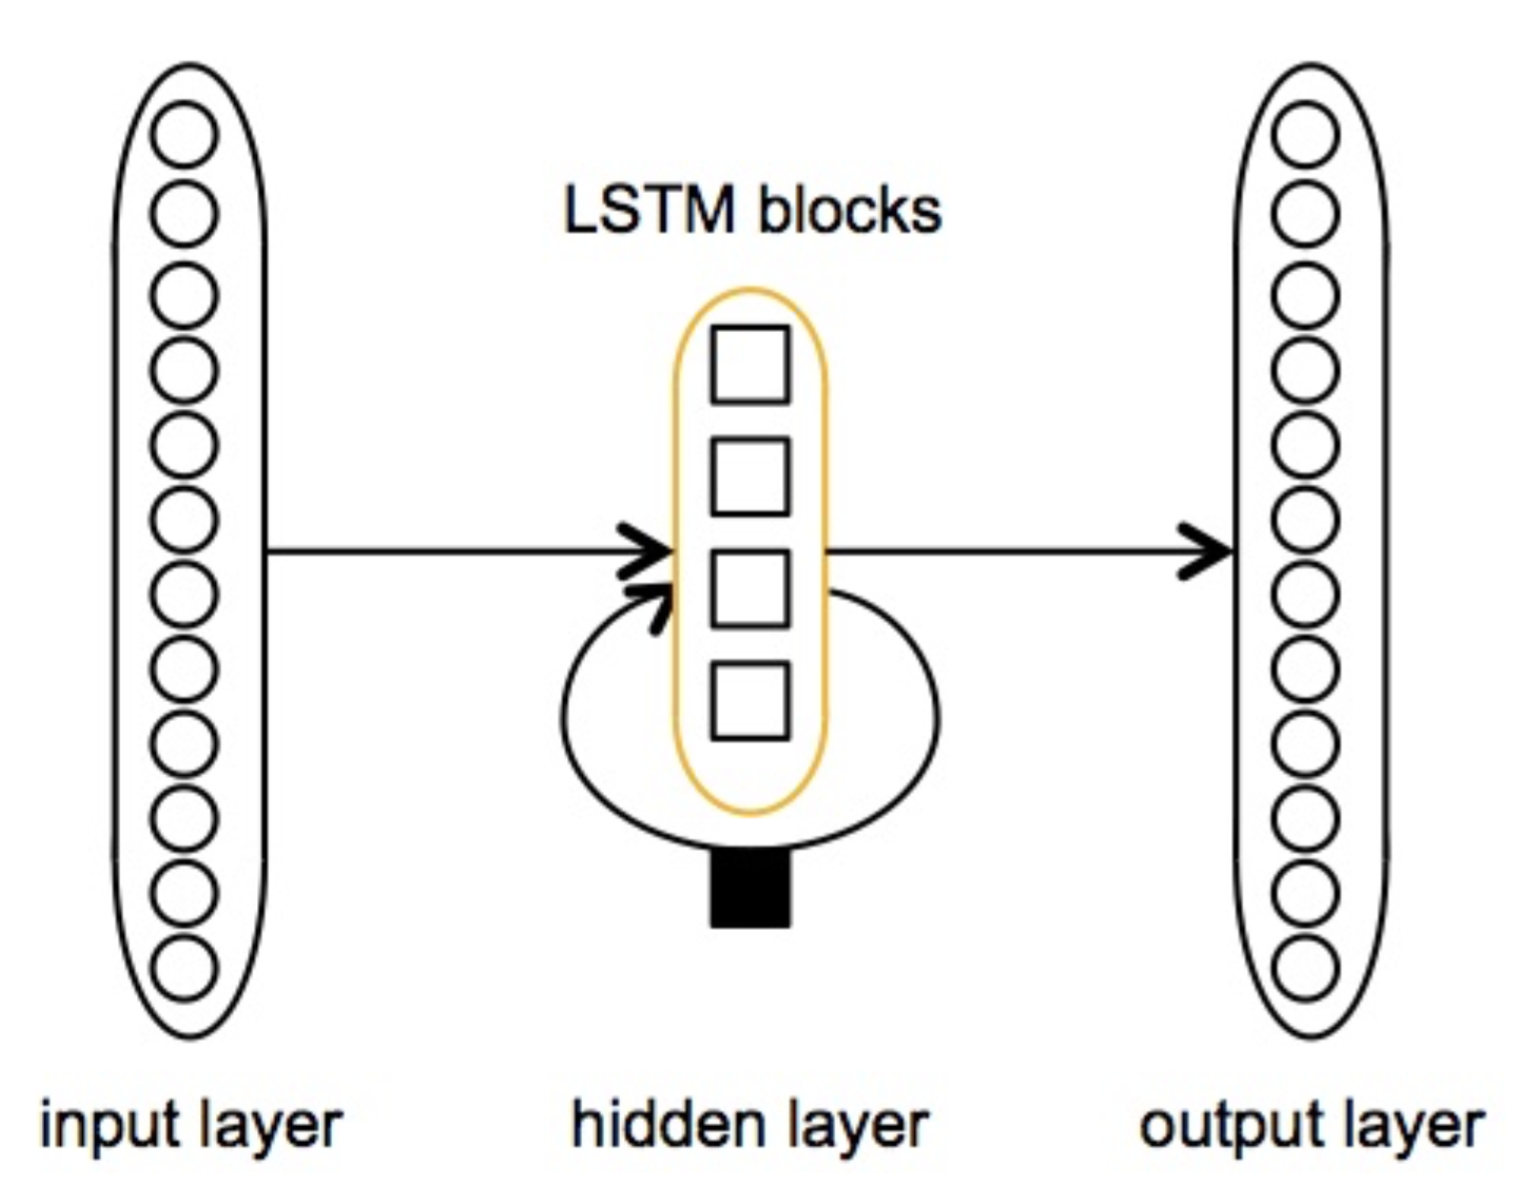 LSTM blocks
input layer
hidden layer
output layer